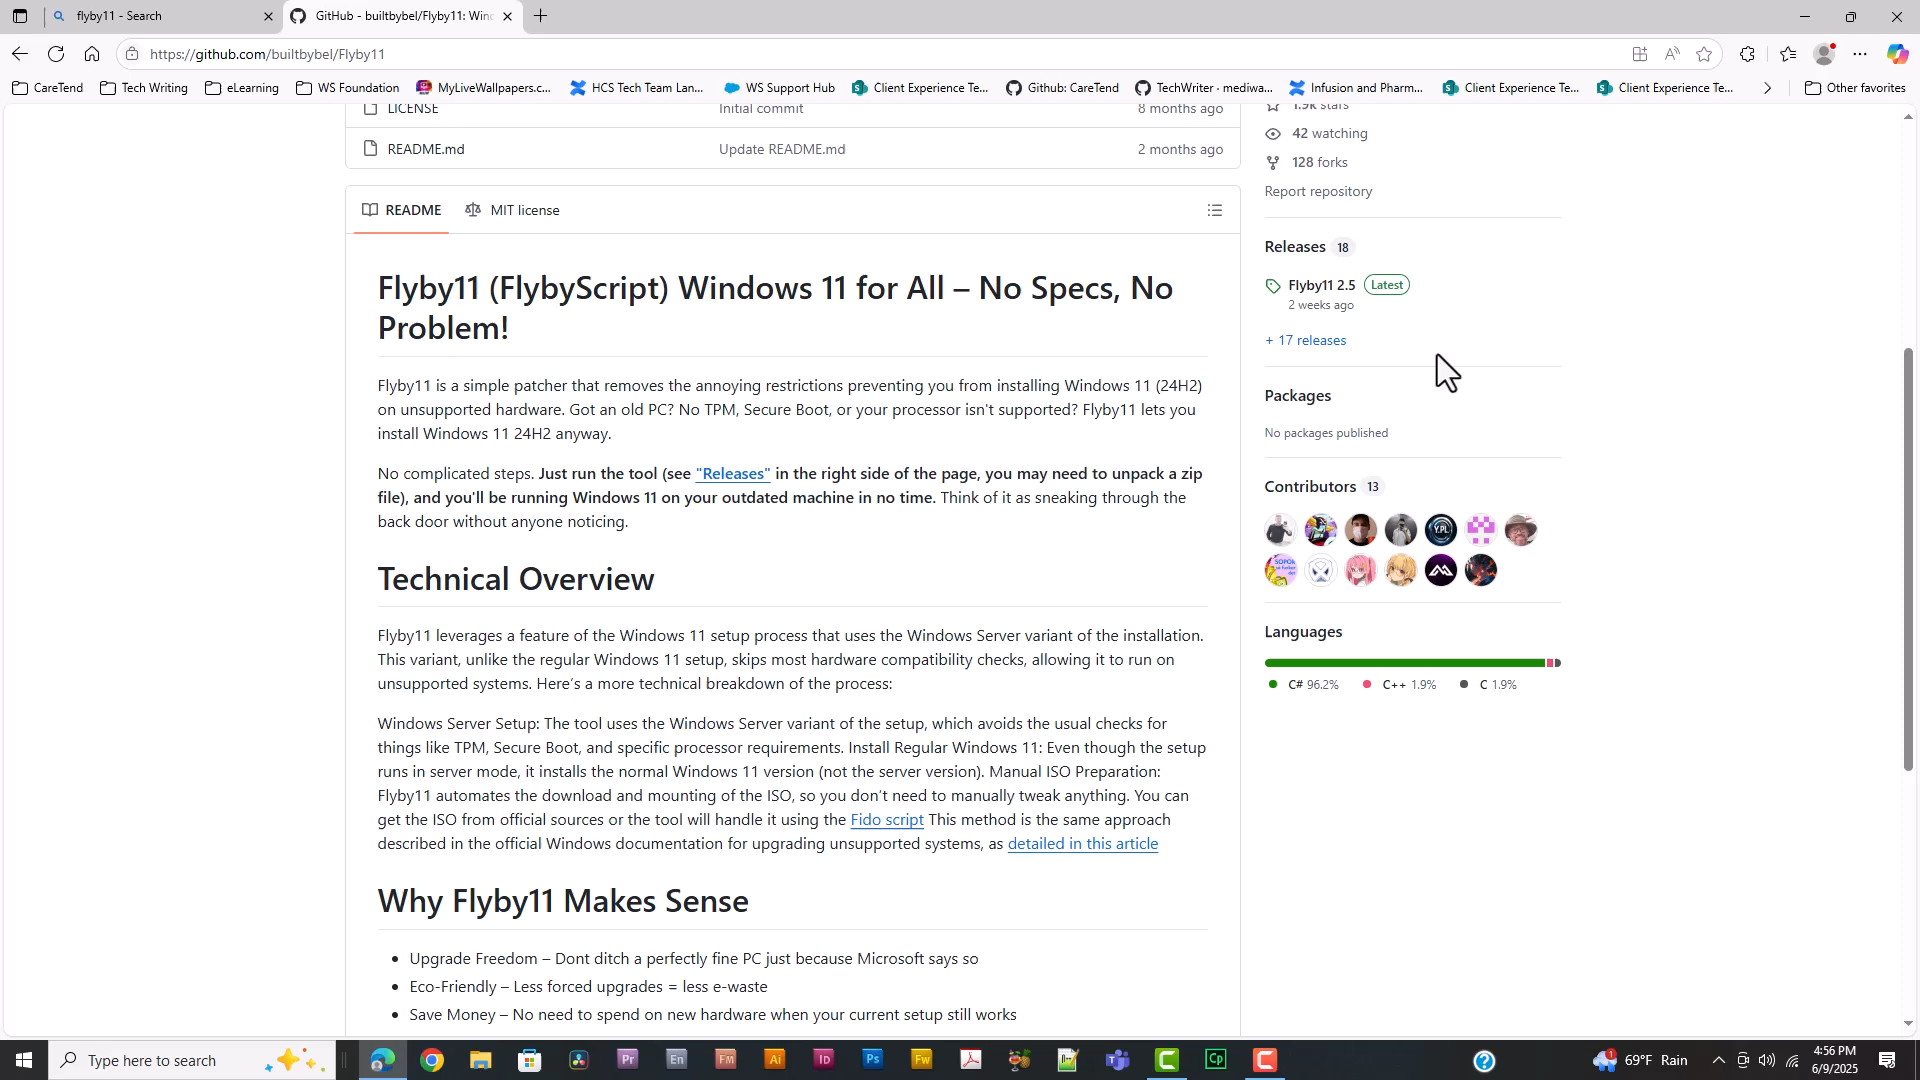 flyby11 - Search
GitHub - builtbybel/Flyby11: Win
https://github.com/builtbybel/Flyby11
CareTend
Tech Writing
eLearning
WS Foundation
MyLiveWallpapers.c...
HCS Tech Team Lan...
WS Support Hub
Client Experience Te...
Github: CareTend
TechWriter - mediwa...
Infusion and Pharm...
Client Experience Te...
Client Experience Te...
Other favorites
LICENSE Initial commit 8 months ago
README.md Update README.md 2 months ago
README MIT license
Flyby11 (FlybyScript) Windows 11 for All – No Specs, No
Problem!
Flyby11 is a simple patcher that removes the annoying restrictions preventing you from installing Windows 11 (24H2)
on unsupported hardware. Got an old PC? No TPM, Secure Boot, or your processor isn't supported? Flyby11 lets you
install Windows 11 24H2 anyway.
No complicated steps. Just run the tool (see "Releases" in the right side of the page, you may need to unpack a zip
file), and you'll be running Windows 11 on your outdated machine in no time. Think of it as sneaking through the
back door without anyone noticing.
Technical Overview
Flyby11 leverages a feature of the Windows 11 setup process that uses the Windows Server variant of the installation.
This variant, unlike the regular Windows 11 setup, skips most hardware compatibility checks, allowing it to run on
unsupported systems. Here's a more technical breakdown of the process:
Windows Server Setup: The tool uses the Windows Server variant of the setup, which avoids the usual checks for
things like TPM, Secure Boot, and specific processor requirements. Install Regular Windows 11: Even though the setup
runs in server mode, it installs the normal Windows 11 version (not the server version). Manual ISO Preparation:
Flyby11 automates the download and mounting of the ISO, so you don't need to manually tweak anything. You can
get the ISO from official sources or the tool will handle it using the Fido script This method is the same approach
described in the official Windows documentation for upgrading unsupported systems, as detailed in this article
Why Flyby11 Makes Sense
• Upgrade Freedom – Dont ditch a perfectly fine PC just because Microsoft says so
• Eco-Friendly – Less forced upgrades = less e-waste
• Save Money – No need to spend on new hardware when your current setup still works
1.9k stars
42 watching
128 forks
Report repository
Releases 18
Flyby11 2.5 Latest
2 weeks ago
+ 17 releases
Packages
No packages published
Contributors 13
Languages
C# 96.2% C++ 1.9% C 1.9%
Type here to search
Pr
En
Fm
Ai
Id
Ps
Fw
Cp
1
69°F Rain
4:56 PM
6/9/2025